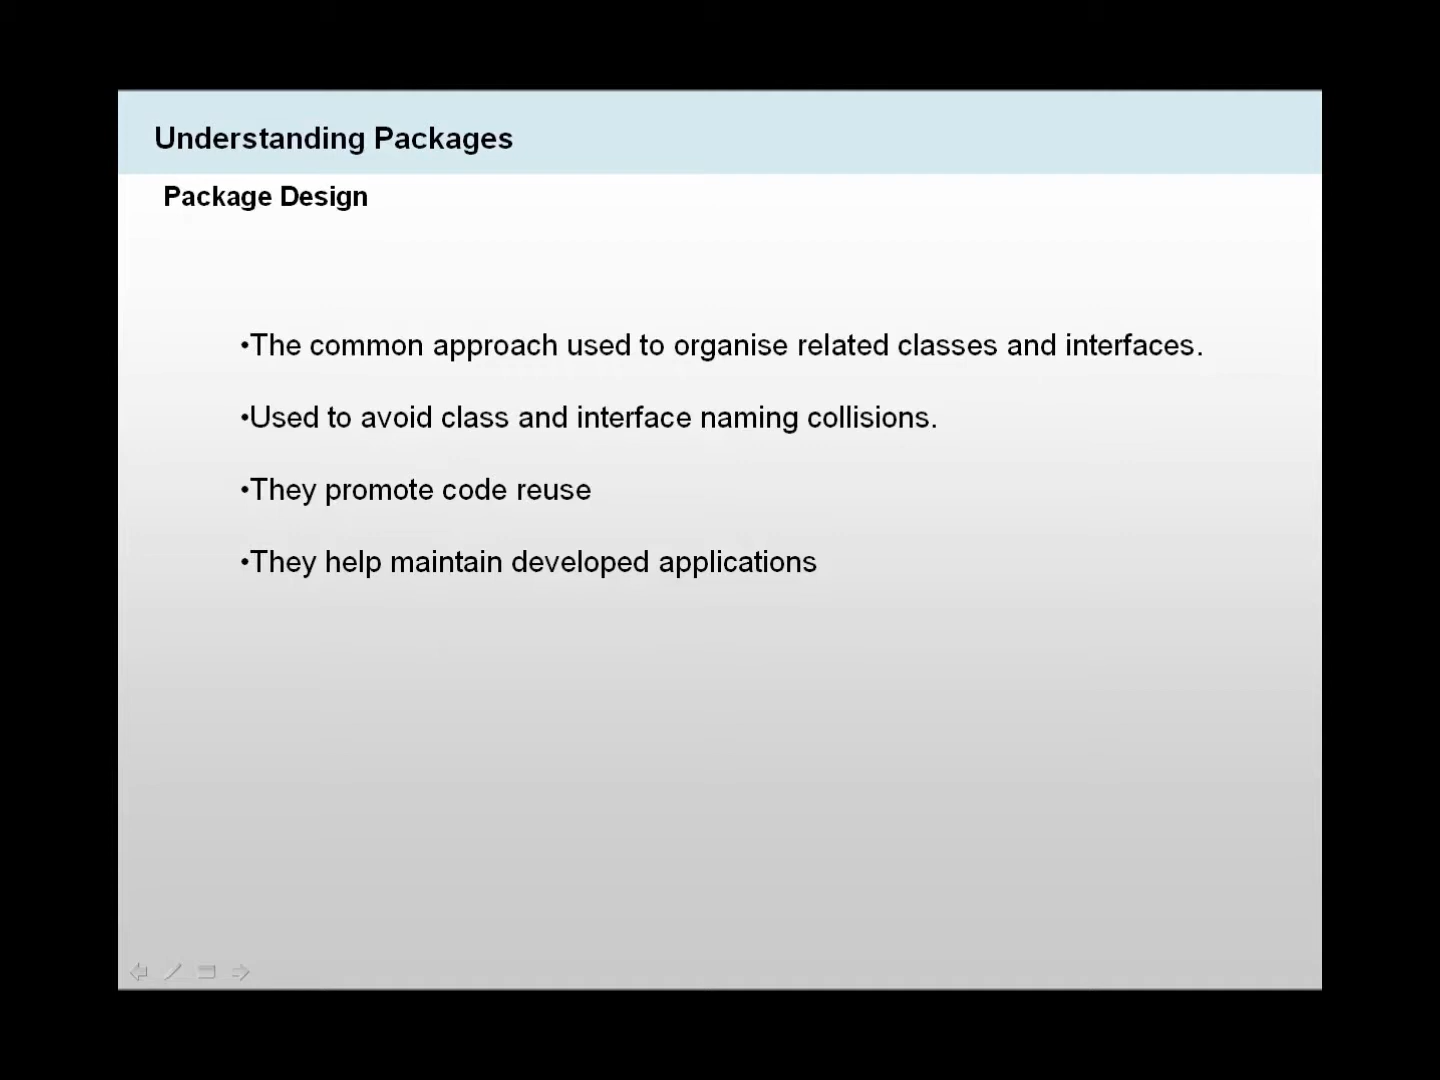 Understanding Packages
Package Design
•The common approach used to organise related classes and interfaces.
•Used to avoid class and interface naming collisions.
•They promote code reuse
•They help maintain developed applications